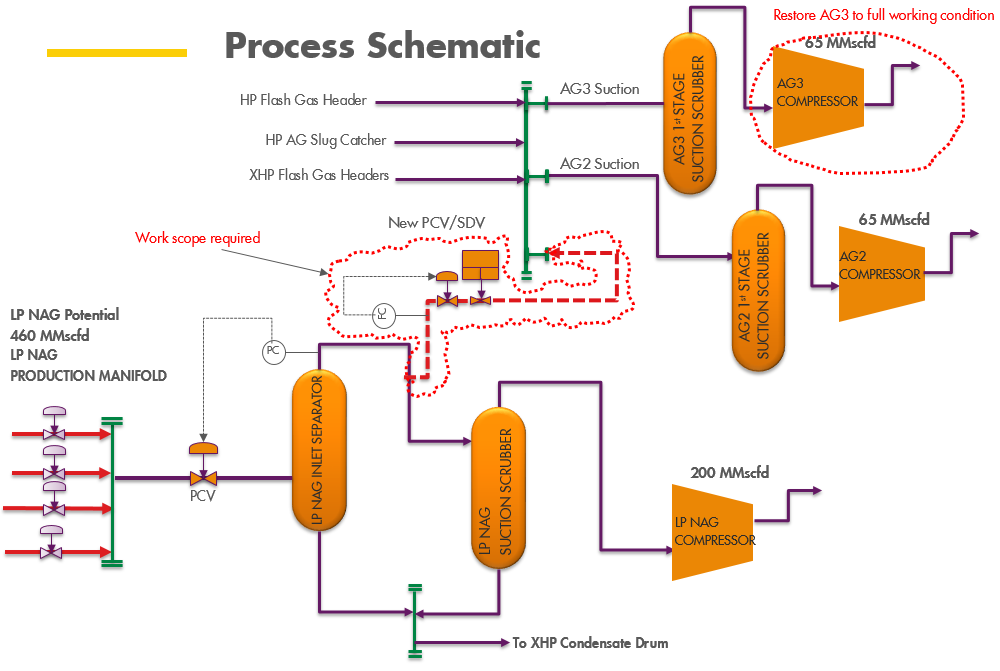 Process Schematic
Restore AG3 to full working condition
65 MMscfd
HP Flash Gas Header
AG3 Suction
AG3 1st STAGE
SUCTION SCRUBBER
AG3
COMPRESSOR
HP AG Slug Catcher
AG2 Suction
XHP Flash Gas Headers
New PCV/SDV
Work scope required
65 MMscfd
AG2 1st STAGE
SUCTION SCRUBBER
AG2
COMPRESSOR
FC
LP NAG Potential
460 MMscfd
LP NAG
PRODUCTION MANIFOLD
PC
PCV
LP NAG INLET SEPARATOR
LP NAG
SUCTION SCRUBBER
200 MMscfd
LP NAG
COMPRESSOR
To XHP Condensate Drum